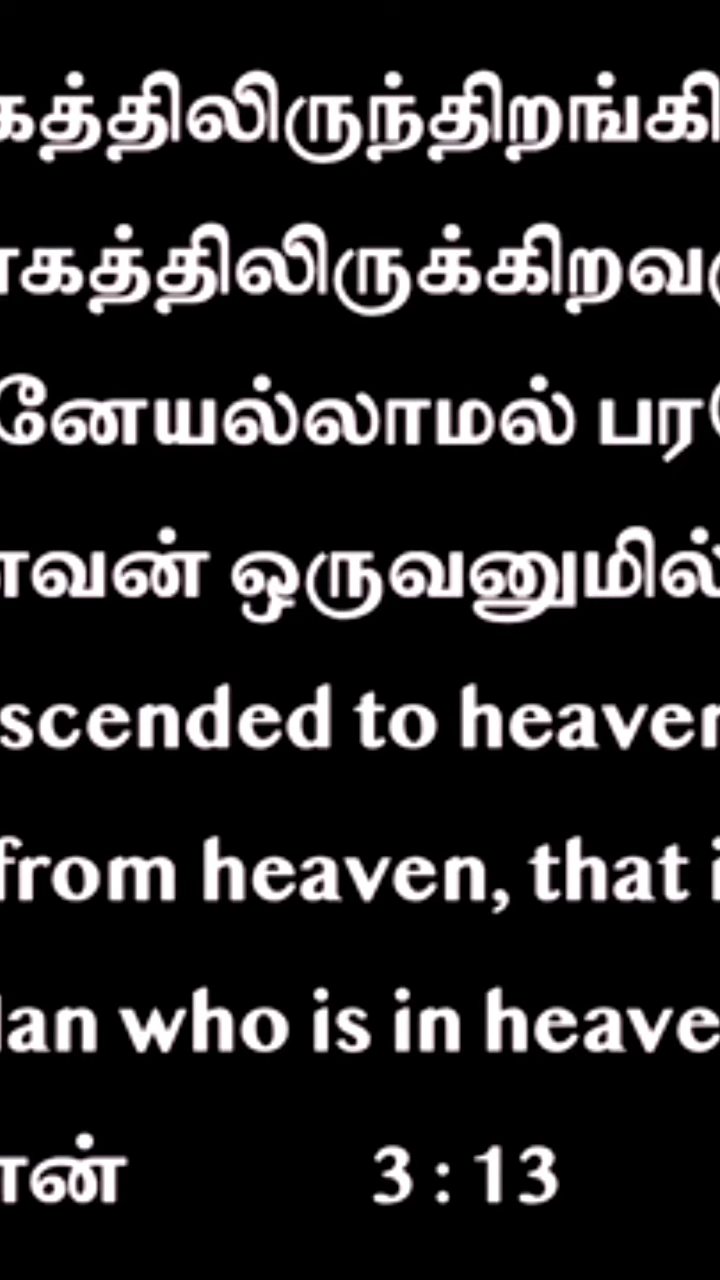 கத்திலிருந்திறங்கி
கத்திலிருக்கிறவ
னேயல்லாமல் பர
வன் ஒருவனுமில்
scended to heaven
from heaven, that i
an who is in heave
ன் 3 : 13